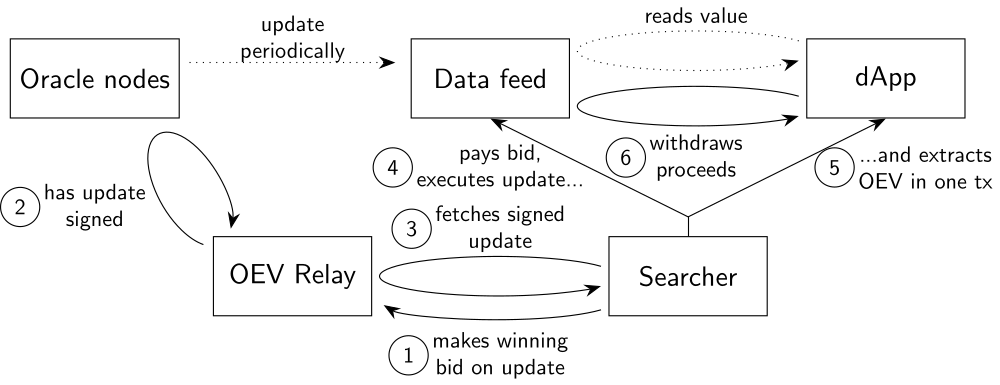 update
periodically
reads value
Oracle nodes
Data feed
dApp
4
pays bid,
executes update...
6
withdraws
proceeds
5
...and extracts
OEV in one tx
2
has update
signed
3
fetches signed
update
OEV Relay
Searcher
1
makes winning
bid on update